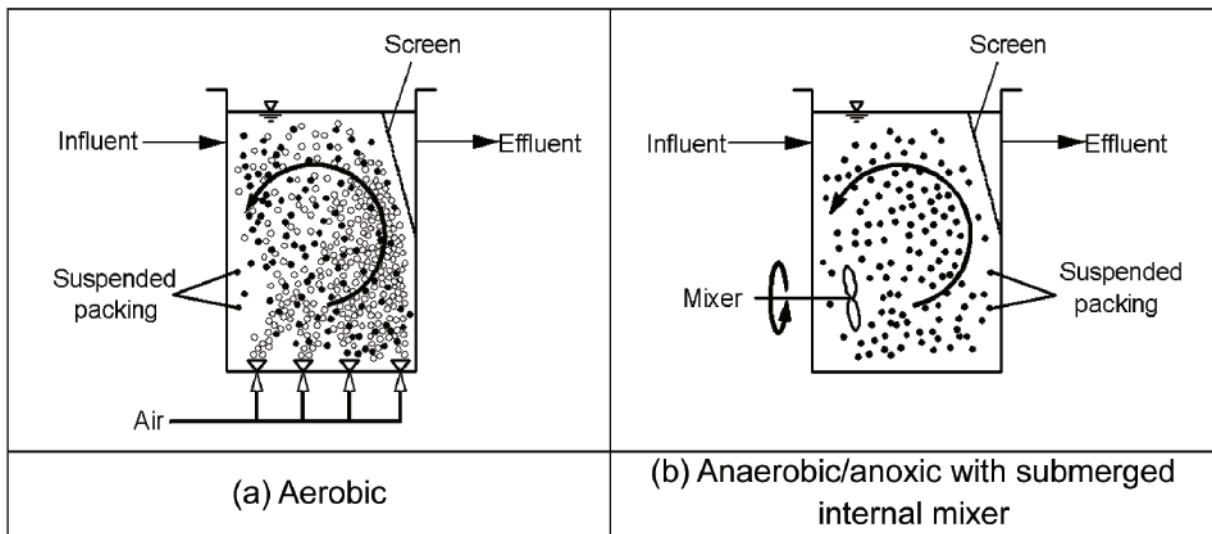 Screen
Influent
Effluent
Suspended
packing
Air
Screen
Influent
Effluent
Mixer
Suspended
packing
(a) Aerobic
(b) Anaerobic/anoxic with submerged
internal mixer